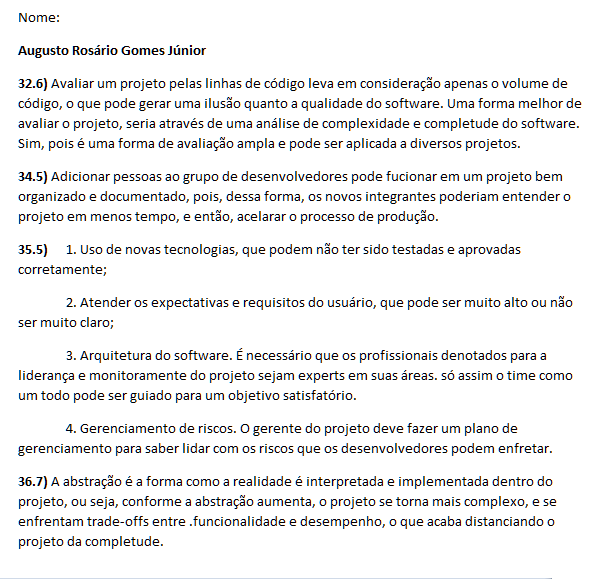 Nome:
Augusto Rosário Gomes Júnior
32.6) Avaliar um projeto pelas linhas de código leva em consideração apenas o volume de
código, o que pode gerar uma ilusão quanto a qualidade do software. Uma forma melhor de
avaliar o projeto, seria através de uma análise de complexidade e completude do software.
Sim, pois é uma forma de avaliação ampla e pode ser aplicada a diversos projetos.
34.5) Adicionar pessoas ao grupo de desenvolvedores pode fucionar em um projeto bem
organizado e documentado, pois, dessa forma, os novos integrantes poderiam entender o
projeto em menos tempo, e então, acelarar o processo de produção.
35.5) 1. Uso de novas tecnologias, que podem não ter sido testadas e aprovadas
corretamente;
2. Atender os expectativas e requisitos do usuário, que pode ser muito alto ou não
ser muito claro;
3. Arquitetura do software. É necessário que os profissionais denotados para a
liderança e monitoramente do projeto sejam experts em suas áreas. só assim o time como
um todo pode ser guiado para um objetivo satisfatório.
4. Gerenciamento de riscos. O gerente do projeto deve fazer um plano de
gerenciamento para saber lidar com os riscos que os desenvolvedores podem enfretar.
36.7) A abstração é a forma como a realidade é interpretada e implementada dentro do
projeto, ou seja, conforme a abstração aumenta, o projeto se torna mais complexo, e se
enfrentam trade-offs entre .funcionalidade e desempenho, o que acaba distanciando o
projeto da completude.